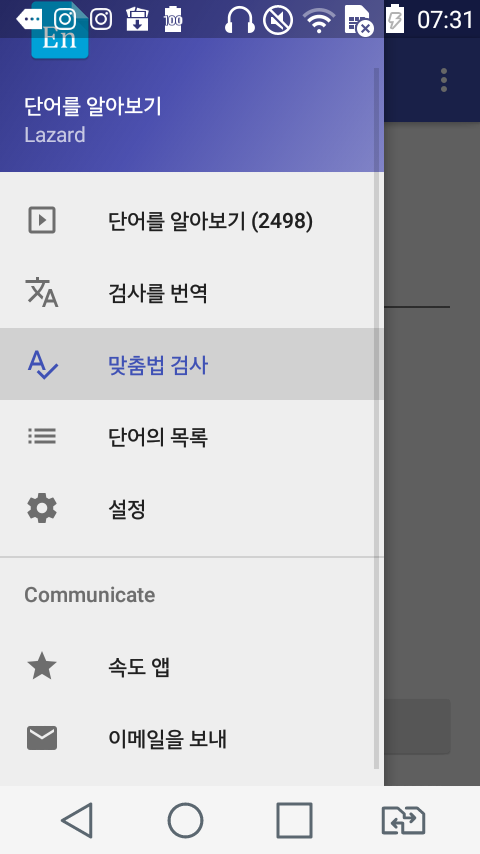 100
07:31
En
단어를 알아보기
Lazard
단어를 알아보기 (2498)
검사를 번역
맞춤법 검사
단어의 목록
설정
Communicate
속도 앱
이메일을 보내